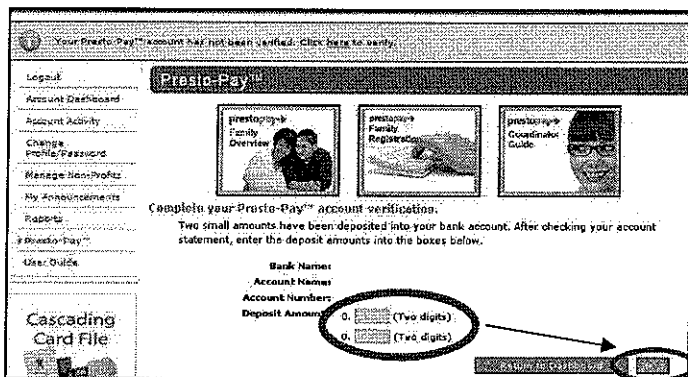 Your Presto-Pay™ account has not been verified. Click here to verify.
Logout
Account Dashboard
Account Activity
Change
Profile/Password
Manage Non-Profits
My Announcements
Reports
Presto-Pay™
User Guide
Cascading
Card File
Presto-Pay™
prestopay
Family
Overview
prestopay
Family
Registration
prestopay
Coordinator
Guide
Complete your Presto-Pay™ account verification.
Two small amounts have been deposited into your bank account. After checking your account
statement, enter the deposit amounts into the boxes below.
Bank Name:
Account Name:
Account Number:
Deposit Amount:
0. (Two digits)
0. (Two digits)
Return to Dashboard